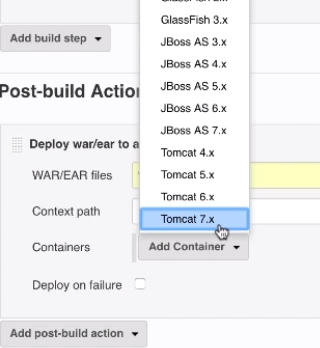 GlassFish 3.x
Add build step
JBoss AS 3.x
JBoss AS 4.x
Post-build Action
JBoss AS 5.x
JBoss AS 6.x
JBoss AS 7.x
Deploy war/ear to a
Tomcat 4.x
WAR/EAR files
Tomcat 5.x
Tomcat 6.x
Context path
Tomcat 7.x
Containers
Add Container
Deploy on failure
Add post-build action